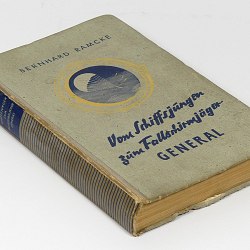 BERNHARD RAMCKE
Vom Schiffsjungen
zum Fallschirmjäger-
GENERAL